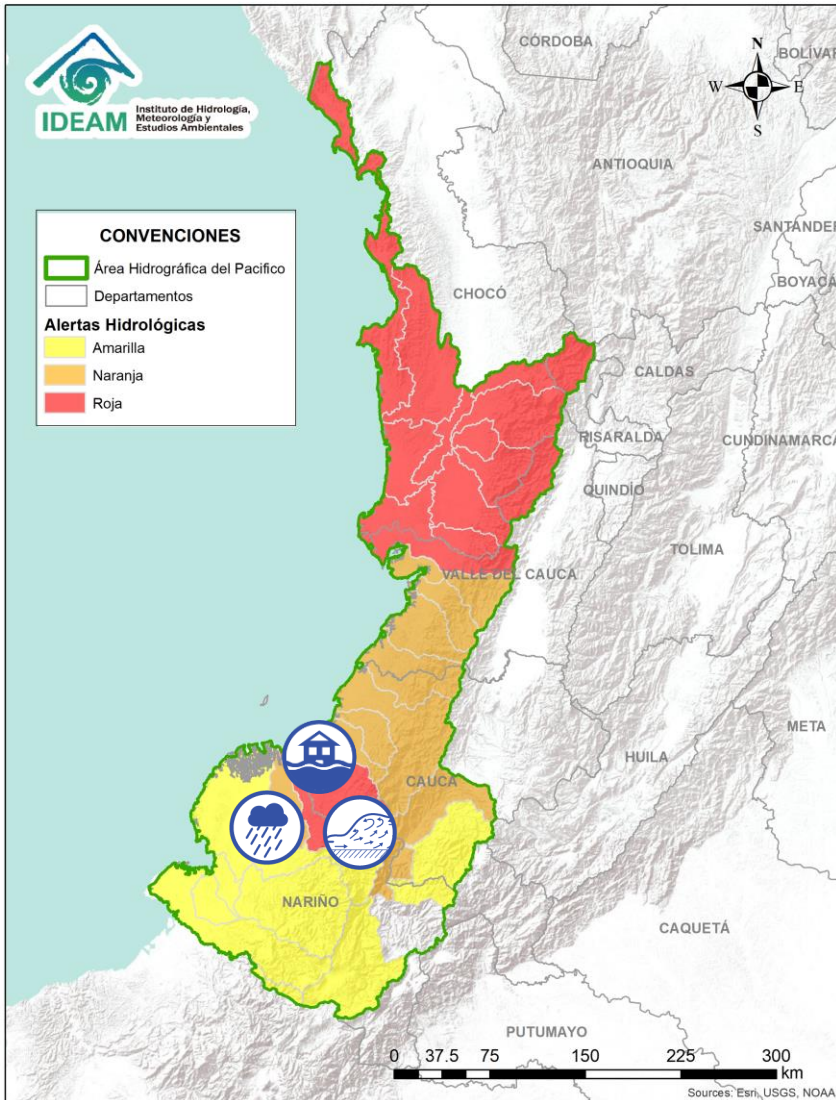 CÓRDOBA
BOLÍVAR
N
W E
S
IDEAM Instituto de Hidrología,
Meteorología y
Estudios Ambientales
ANTIOQUIA
SANTANDER
CONVENCIONES
Área Hidrográfica del Pacifico
Departamentos
Alertas Hidrológicas
Amarilla
Naranja
Roja
BOYACÁ
CHOCÓ
CALDAS
RISARALDA
CUNDINAMARCA
QUINDÍO
TOLIMA
VALLE DEL CAUCA
META
HUILA
CAUCA
NARIÑO
CAQUETÁ
PUTUMAYO
0 37.5 75 150 225 300
km
Sources: Esri, USGS, NOAA